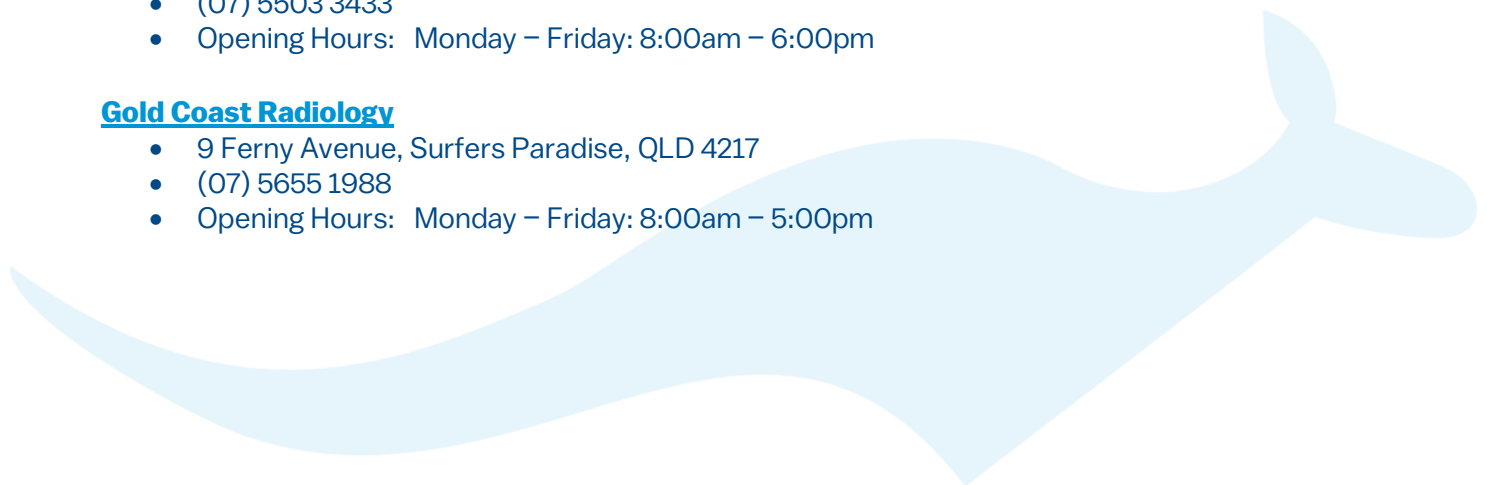 • (07) 5503 3433
• Opening Hours: Monday – Friday: 8:00am – 6:00pm
Gold Coast Radiology
• 9 Ferny Avenue, Surfers Paradise, QLD 4217
• (07) 5655 1988
• Opening Hours: Monday – Friday: 8:00am – 5:00pm